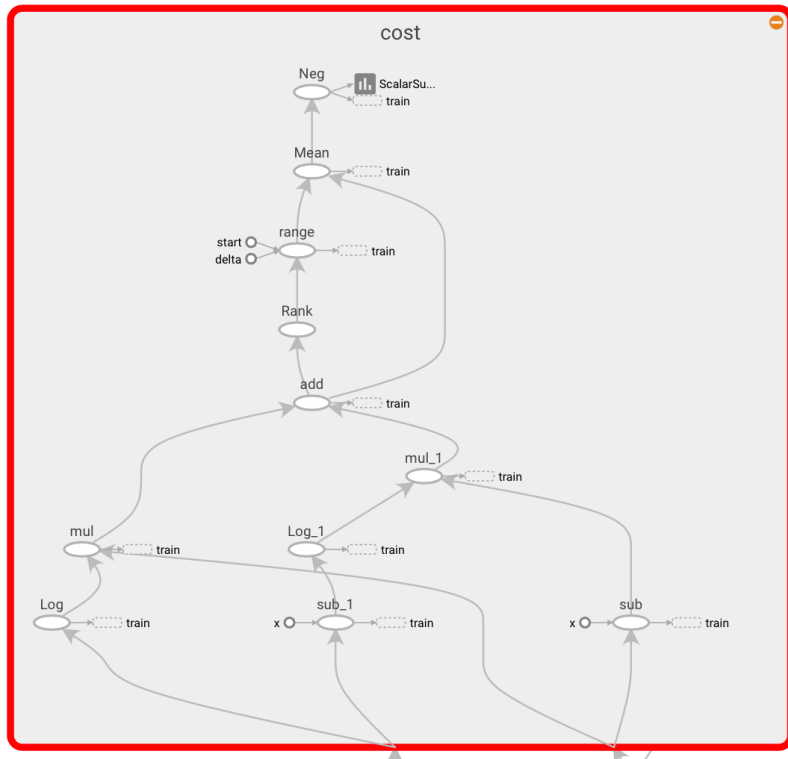 cost
Neg
ScalarSu...
train
Mean
train
range
start
train
delta
Rank
add
train
mul_1
train
mul
Log_1
train
train
Log
sub_1
sub
train
x
train
x
train